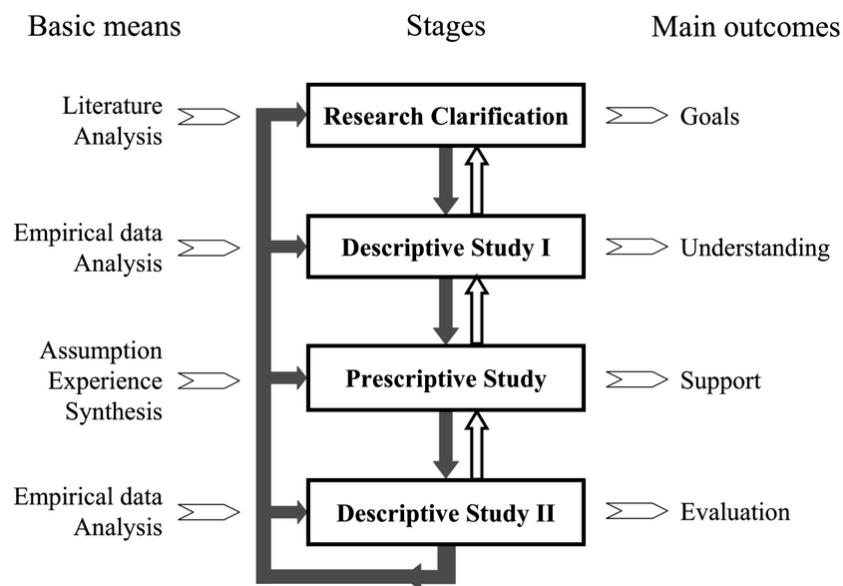 Basic means
Stages
Main outcomes
Literature
Analysis
Research Clarification
Goals
Empirical data
Analysis
Descriptive Study I
Understanding
Assumption
Experience
Synthesis
Prescriptive Study
Support
Empirical data
Analysis
Descriptive Study II
Evaluation